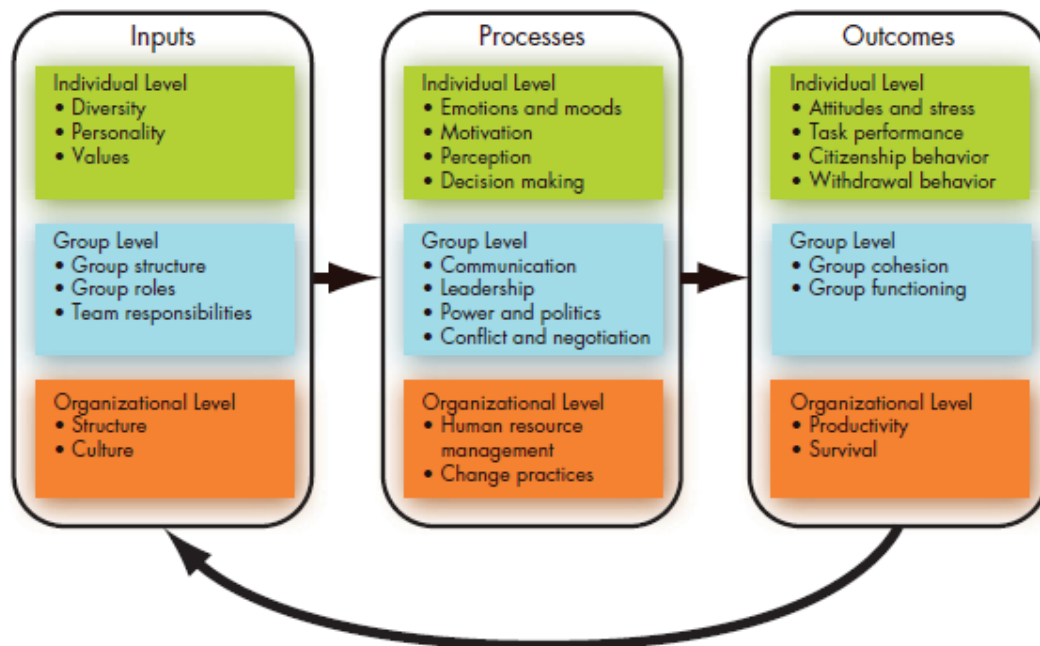 Inputs
Individual Level
• Diversity
• Personality
• Values
Group Level
• Group structure
• Group roles
• Team responsibilities
Organizational Level
• Structure
• Culture
Processes
Individual Level
• Emotions and moods
• Motivation
• Perception
• Decision making
Group Level
• Communication
• Leadership
• Power and politics
• Conflict and negotiation
Organizational Level
• Human resource
management
• Change practices
Outcomes
Individual Level
• Attitudes and stress
• Task performance
• Citizenship behavior
• Withdrawal behavior
Group Level
• Group cohesion
• Group functioning
Organizational Level
• Productivity
• Survival